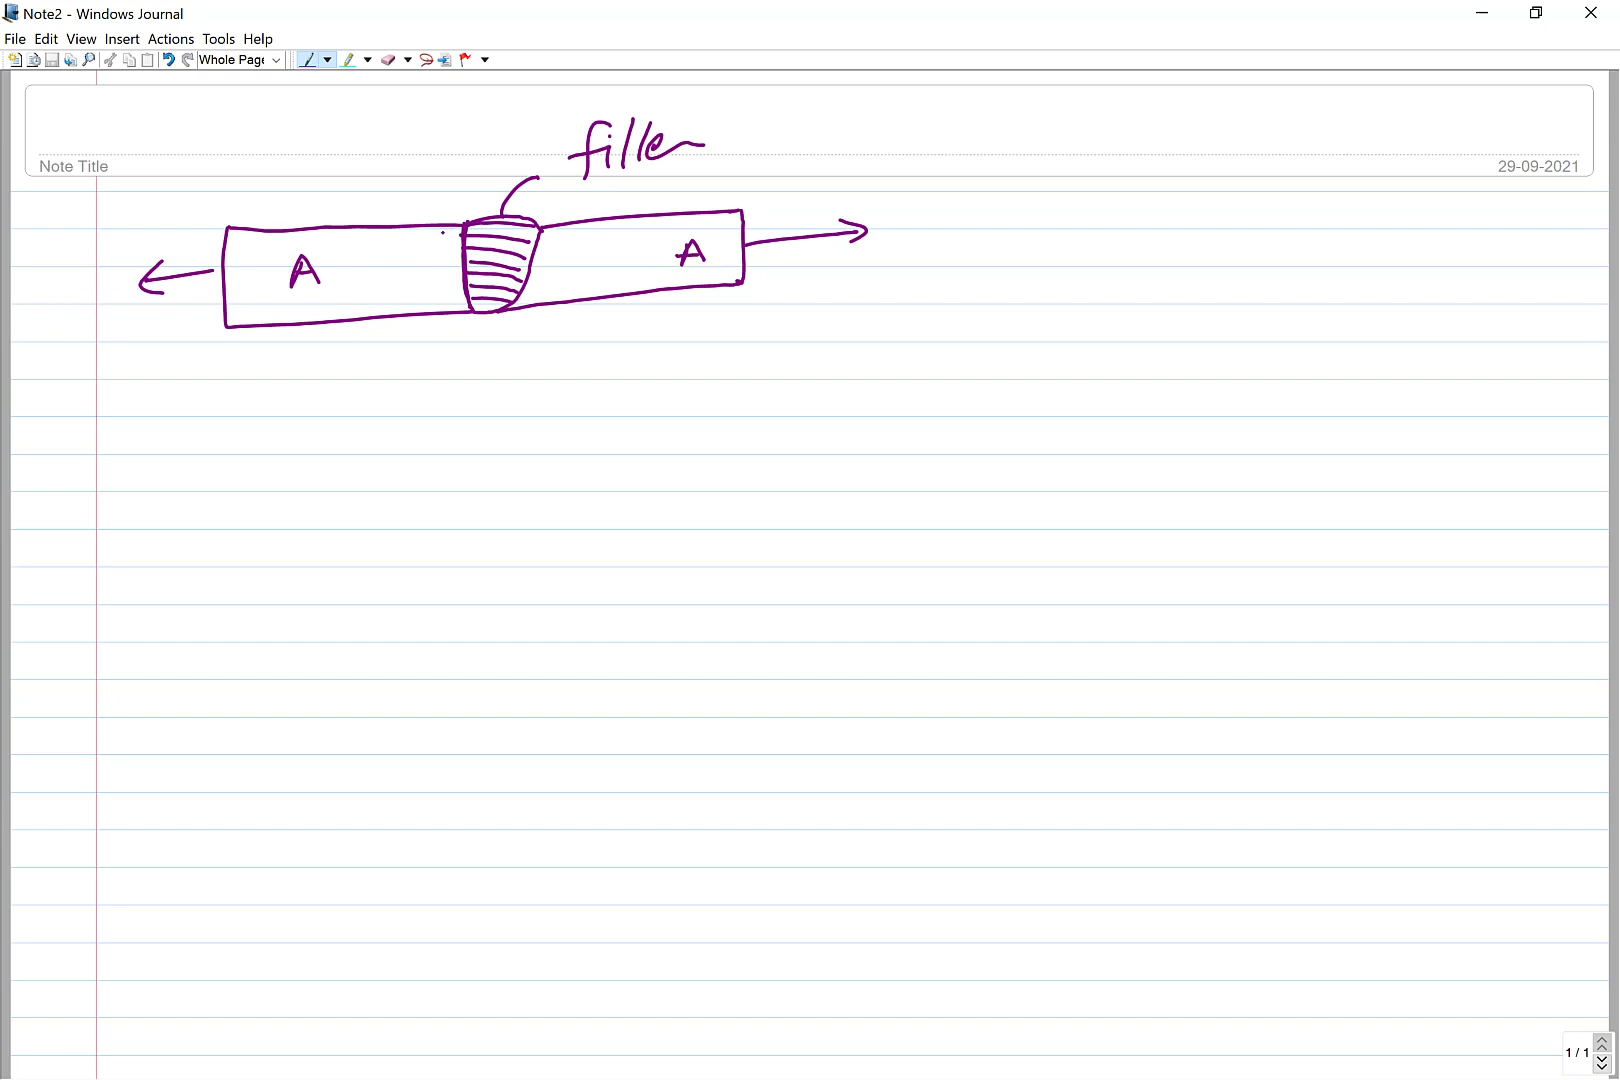 Note2 - Windows Journal
File Edit View Insert Actions Tools Help
Whole Page
filler
Note Title
29-09-2021
A
A
1 / 1